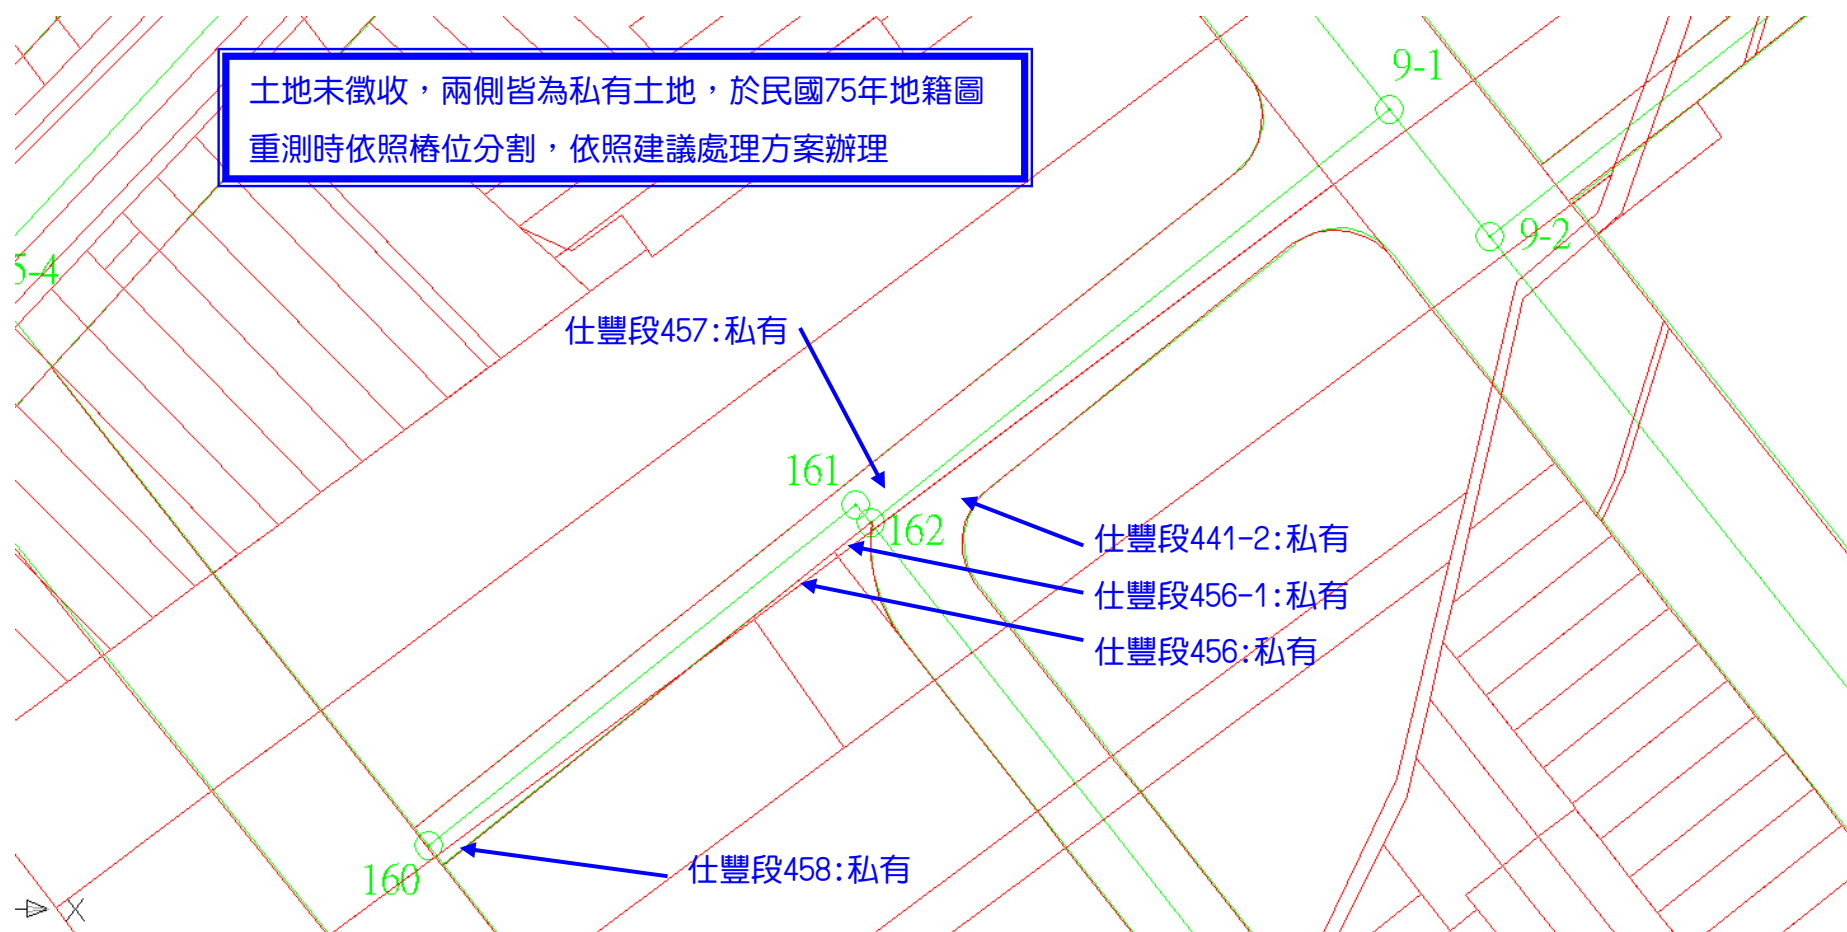 土地未徵收，兩側皆為私有土地，於民國75年地籍圖
重測時依照樁位分割，依照建議處理方案辦理
9-1
9-2
5-4
仕豐段457:私有
161
162
仕豐段441-2:私有
仕豐段456-1:私有
仕豐段456:私有
160
仕豐段458:私有
X